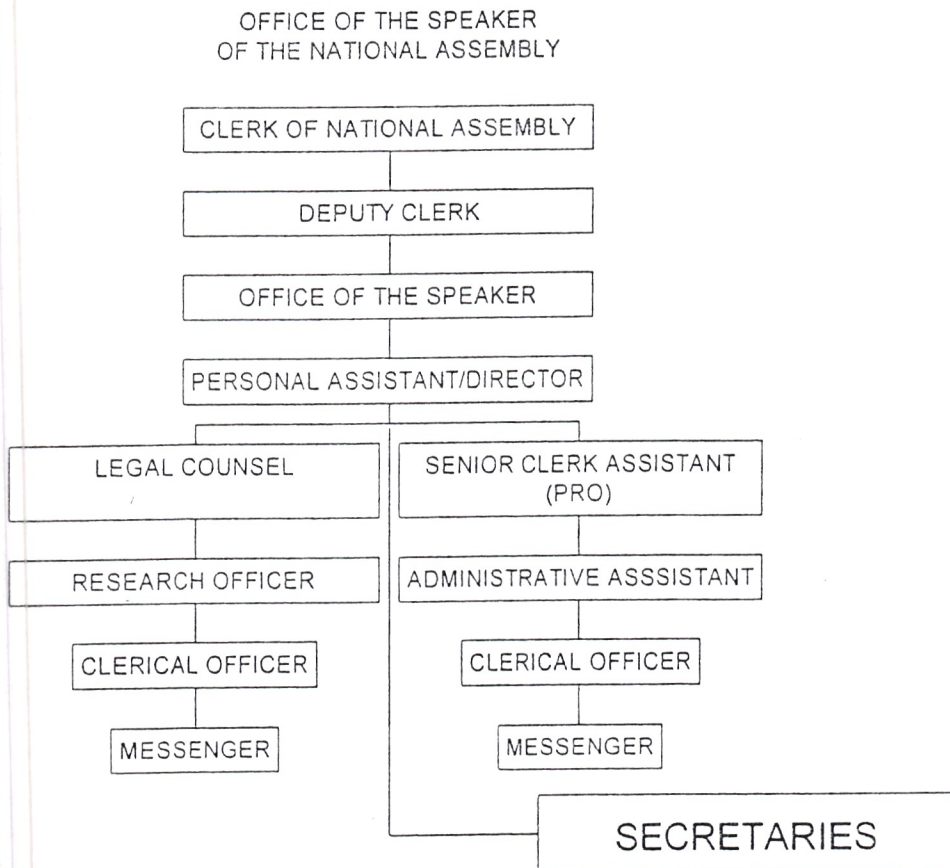 OFFICE OF THE SPEAKER
OF THE NATIONAL ASSEMBLY
CLERK OF NATIONAL ASSEMBLY
DEPUTY CLERK
OFFICE OF THE SPEAKER
PERSONAL ASSISTANT/DIRECTOR
LEGAL COUNSEL
RESEARCH OFFICER
CLERICAL OFFICER
MESSENGER
SENIOR CLERK ASSISTANT
(PRO)
ADMINISTRATIVE ASSSISTANT
CLERICAL OFFICER
MESSENGER
SECRETARIES